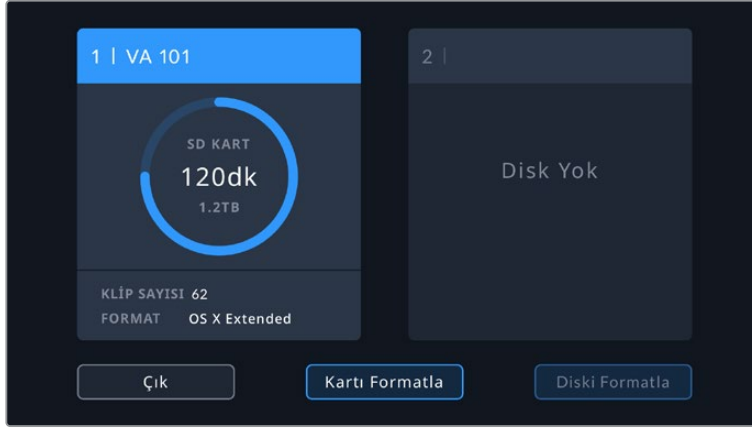 1 | VA 101
2 |
SD KART
120dk
1.2TB
Disk Yok
KLİP SAYISI 62
FORMAT OS X Extended
Çık
Kartı Formatla
Diski Formatla